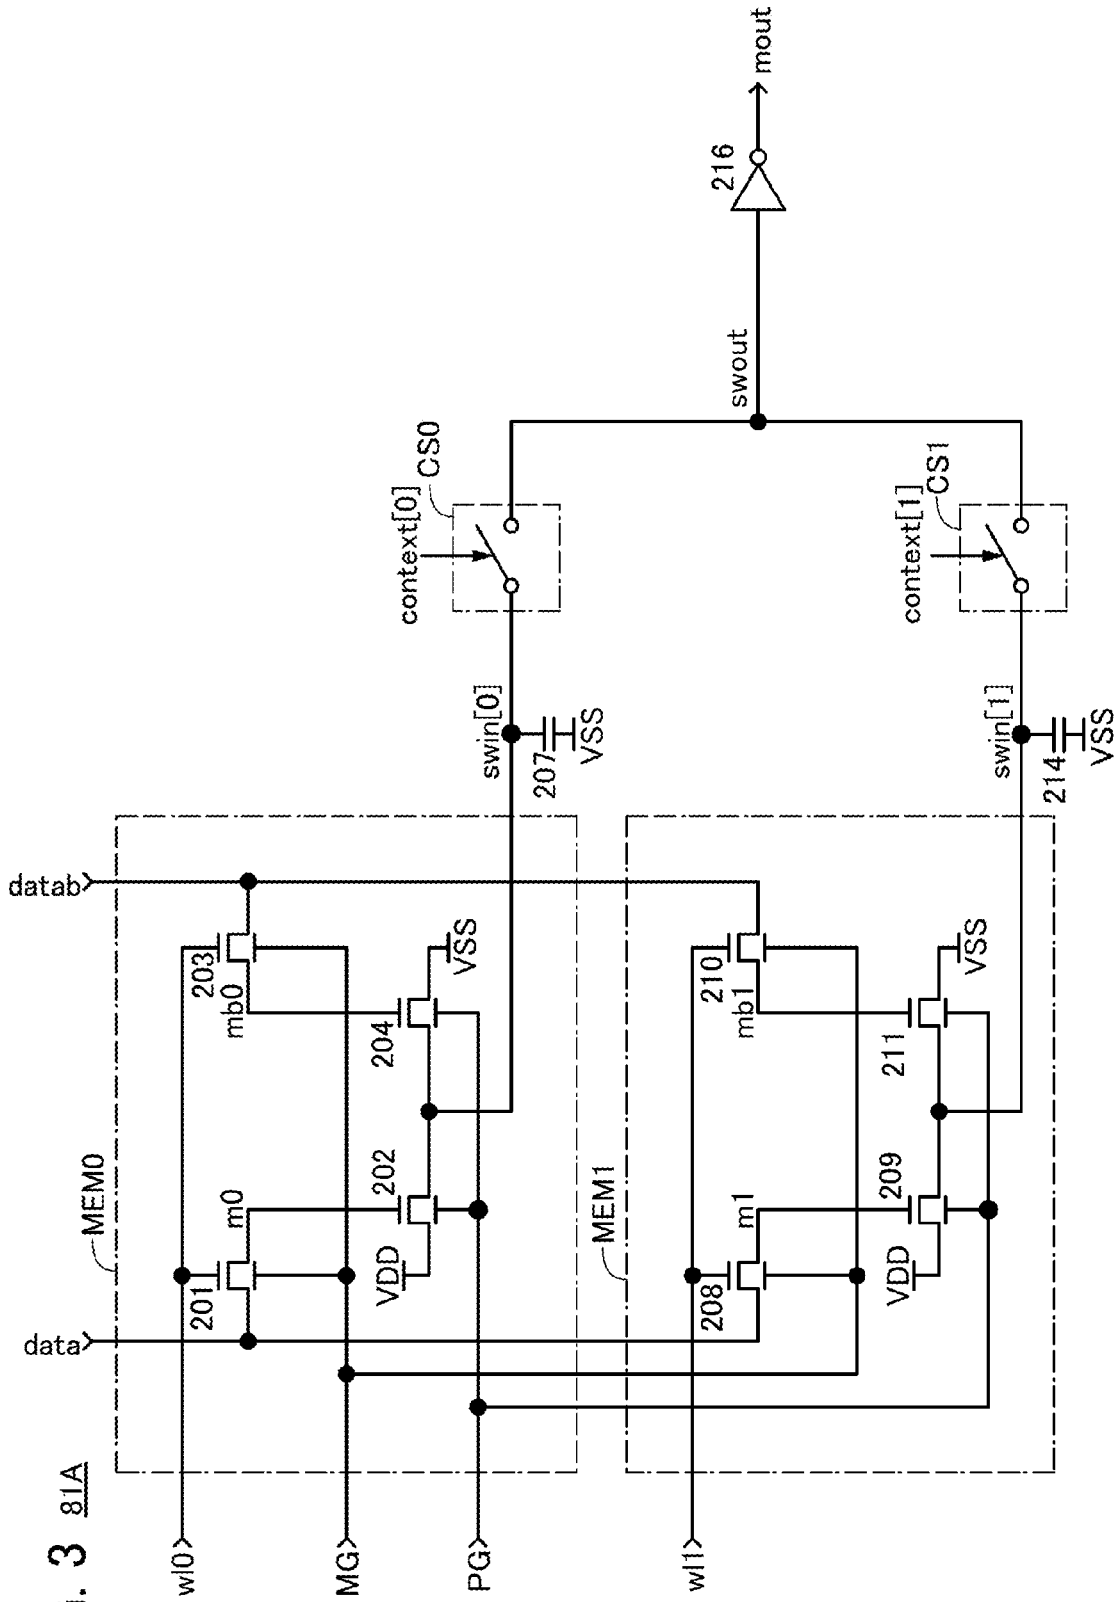 3 81A
wl0
MG
PG
wl1
data
datab
MEM0
201
m0
202
VDD
203
mb0
204
VSS
MEM1
208
m1
209
VDD
210
mb1
211
VSS
swin[0]
207
VSS
swin[1]
214
VSS
context[0]
CS0
context[1]
CS1
swout
216
mout